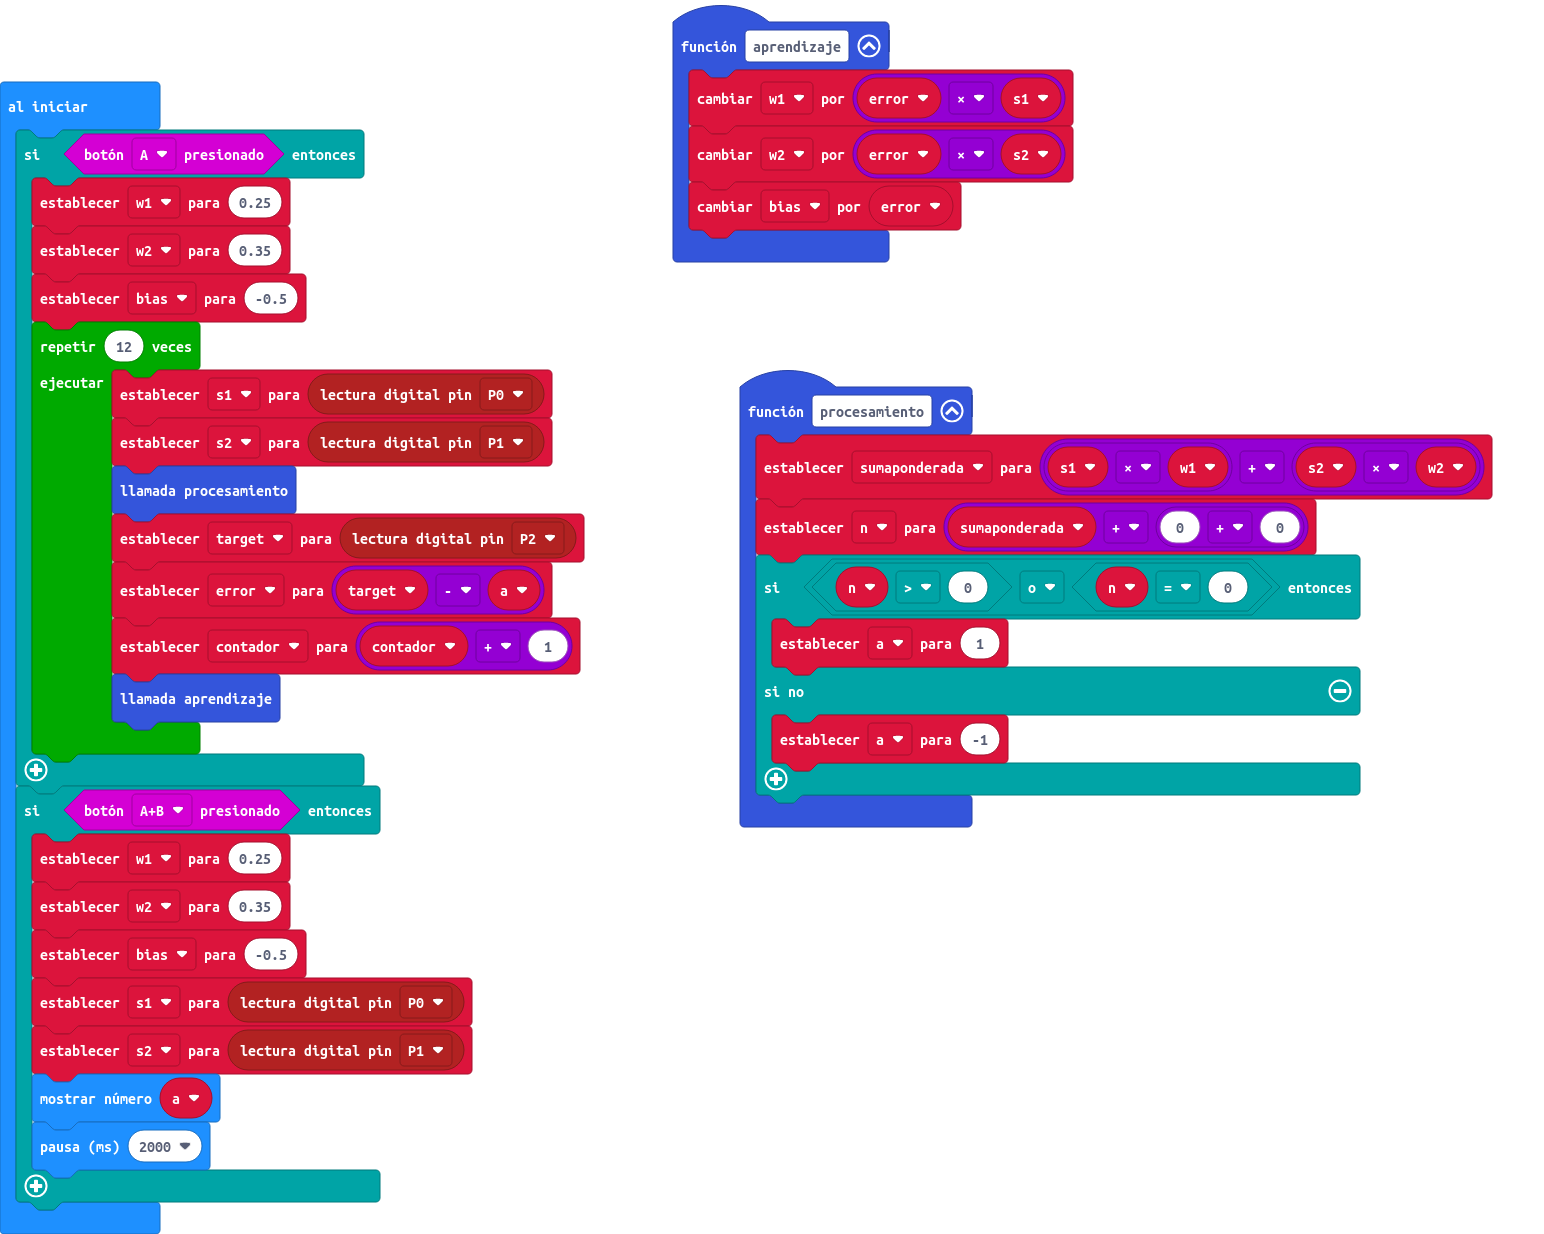 al iniciar
si botón A presionado entonces
establecer w1 para 0.25
establecer w2 para 0.35
establecer bias para -0.5
repetir 12 veces
ejecutar
establecer s1 para lectura digital pin P0
establecer s2 para lectura digital pin P1
llamada procesamiento
establecer target para lectura digital pin P2
establecer error para target - a
establecer contador para contador + 1
llamada aprendizaje
si botón A+B presionado entonces
establecer w1 para 0.25
establecer w2 para 0.35
establecer bias para -0.5
establecer s1 para lectura digital pin P0
establecer s2 para lectura digital pin P1
mostrar número a
pausa (ms) 2000
función aprendizaje
cambiar w1 por error × s1
cambiar w2 por error × s2
cambiar bias por error
función procesamiento
establecer sumaponderada para s1 × w1 + s2 × w2
establecer n para sumaponderada + 0 + 0
si n > 0 o n = 0 entonces
establecer a para 1
si no
establecer a para -1